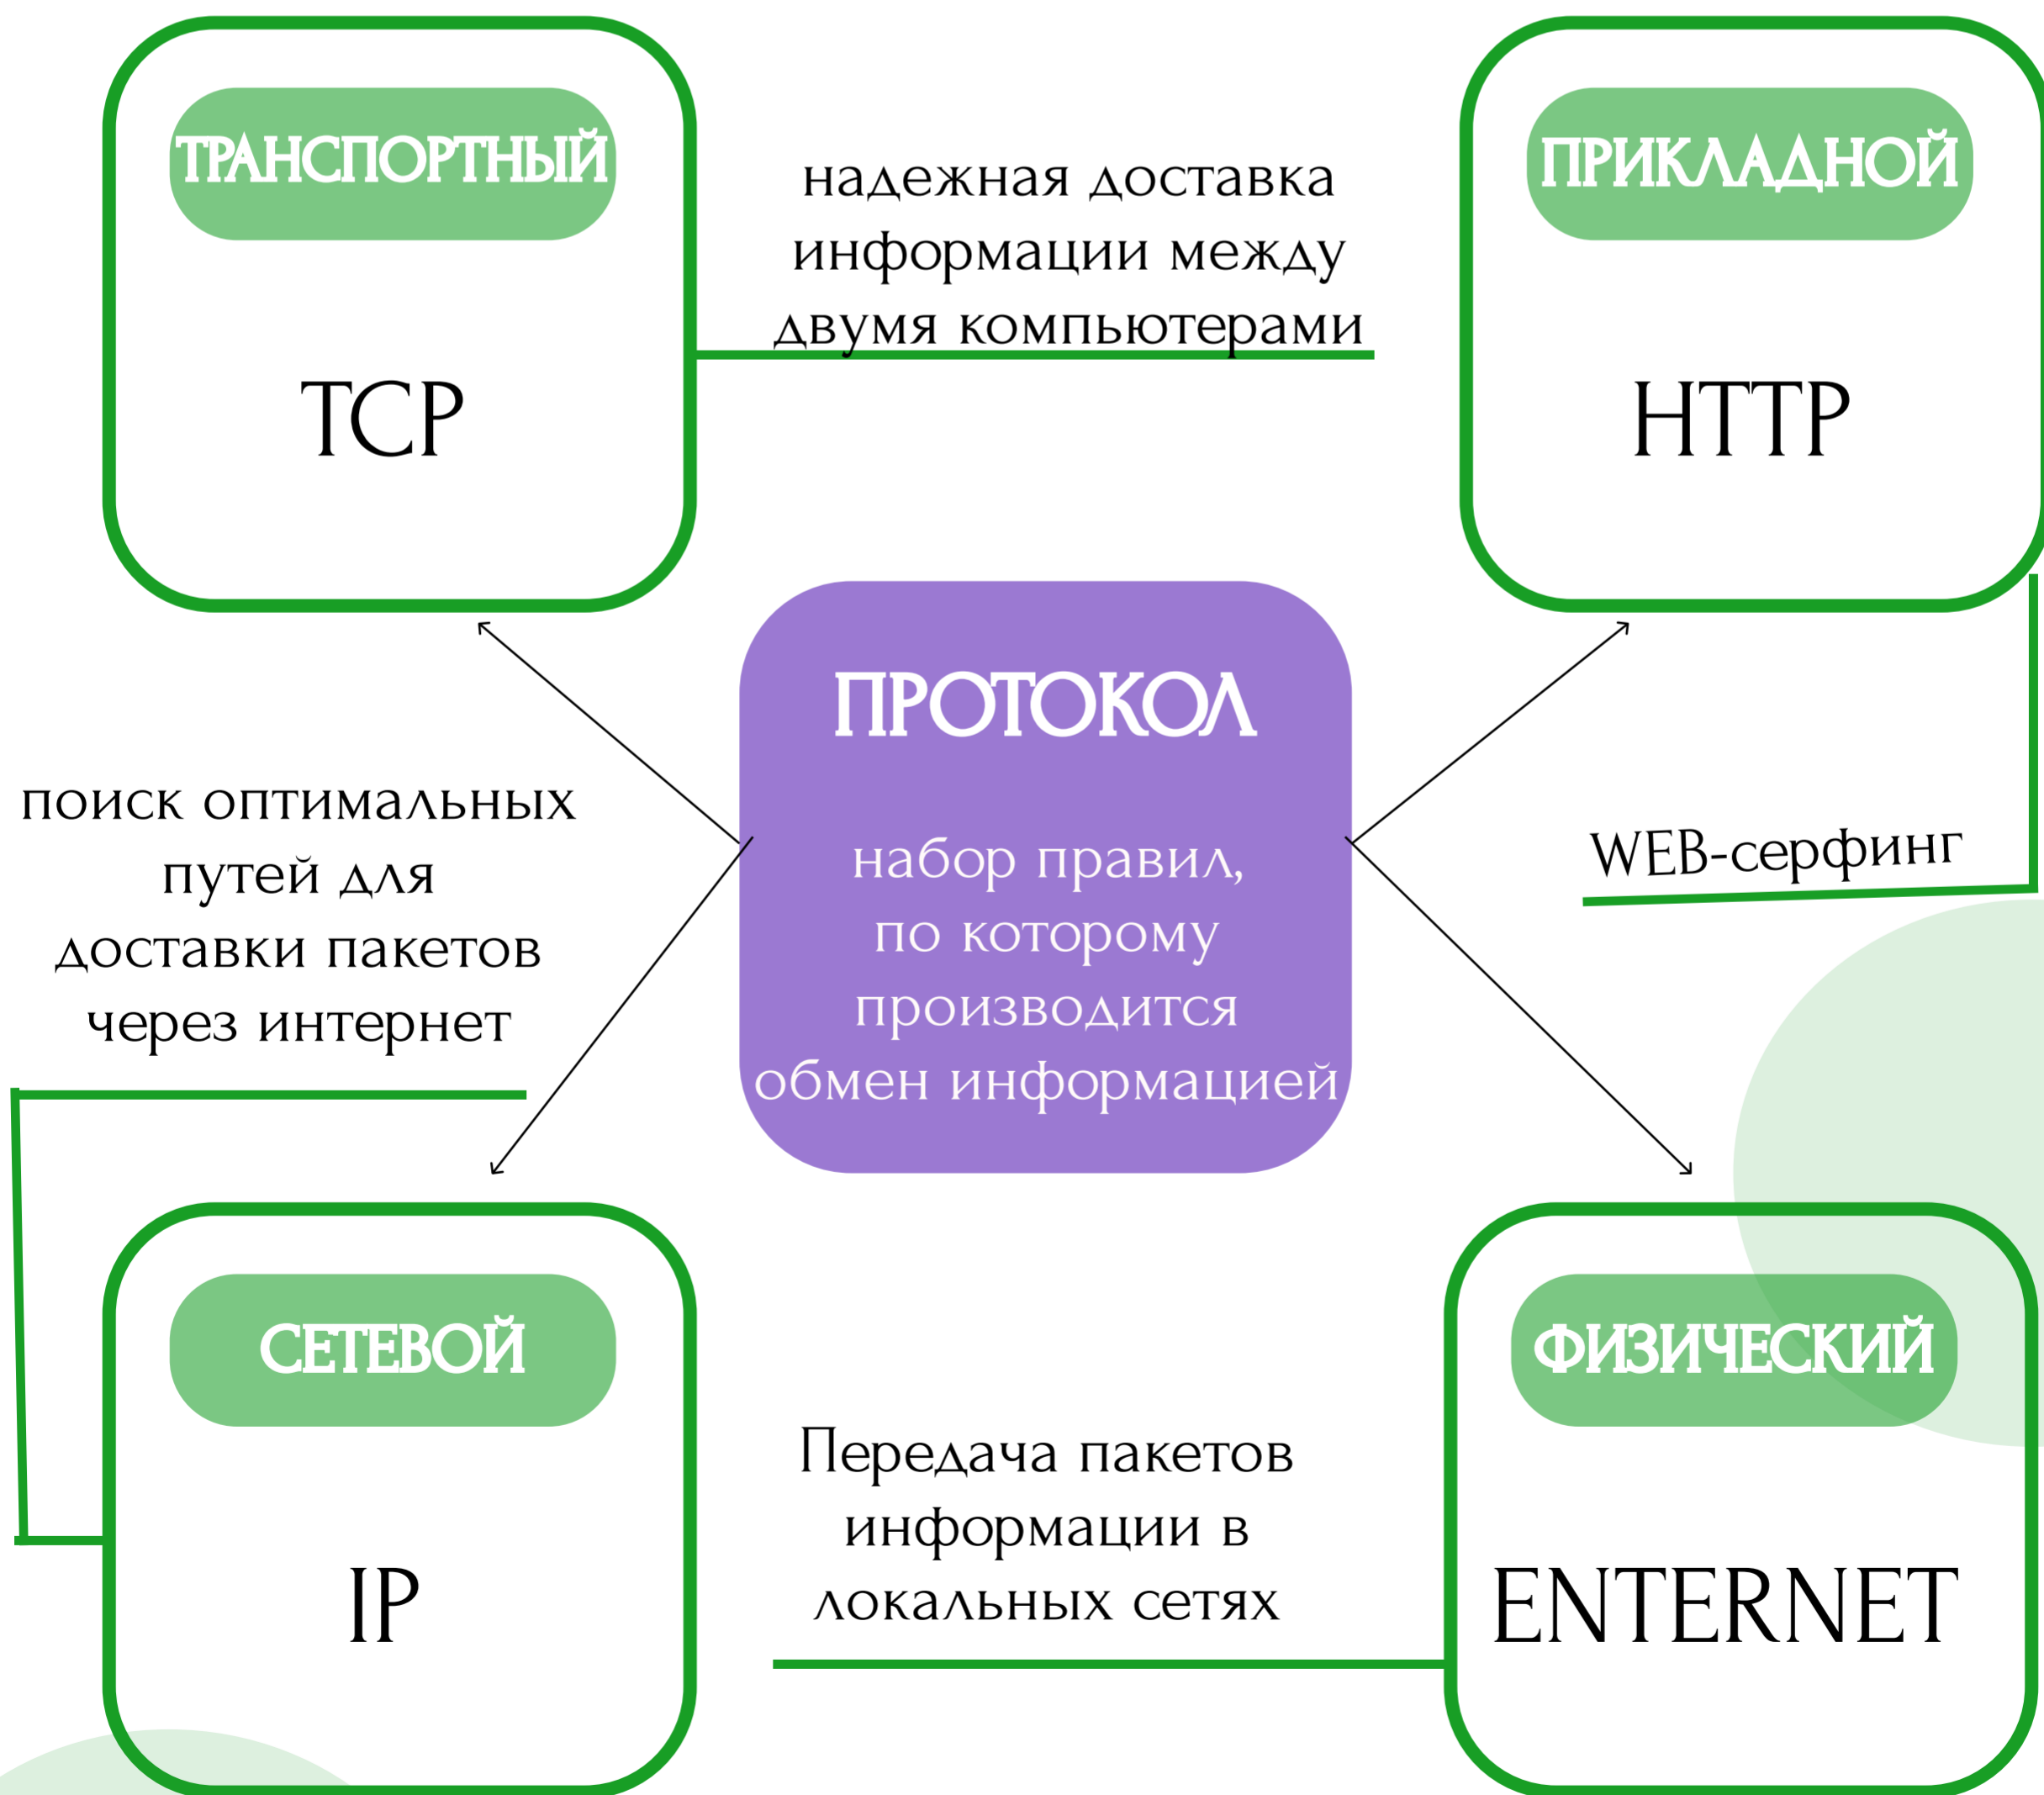 ТРАНСПОРТНЫЙ
TCP
надежная доставка
информации между
двумя компьютерами
ПРИКЛАДНОЙ
HTTP
ПРОТОКОЛ
набор правил,
по которому
производится
обмен информацией
поиск оптимальных
путей для
доставки пакетов
через интернет
WEB-серфинг
СЕТЕВОЙ
IP
Передача пакетов
информации в
локальных сетях
ФИЗИЧЕСКИЙ
ENTERNET